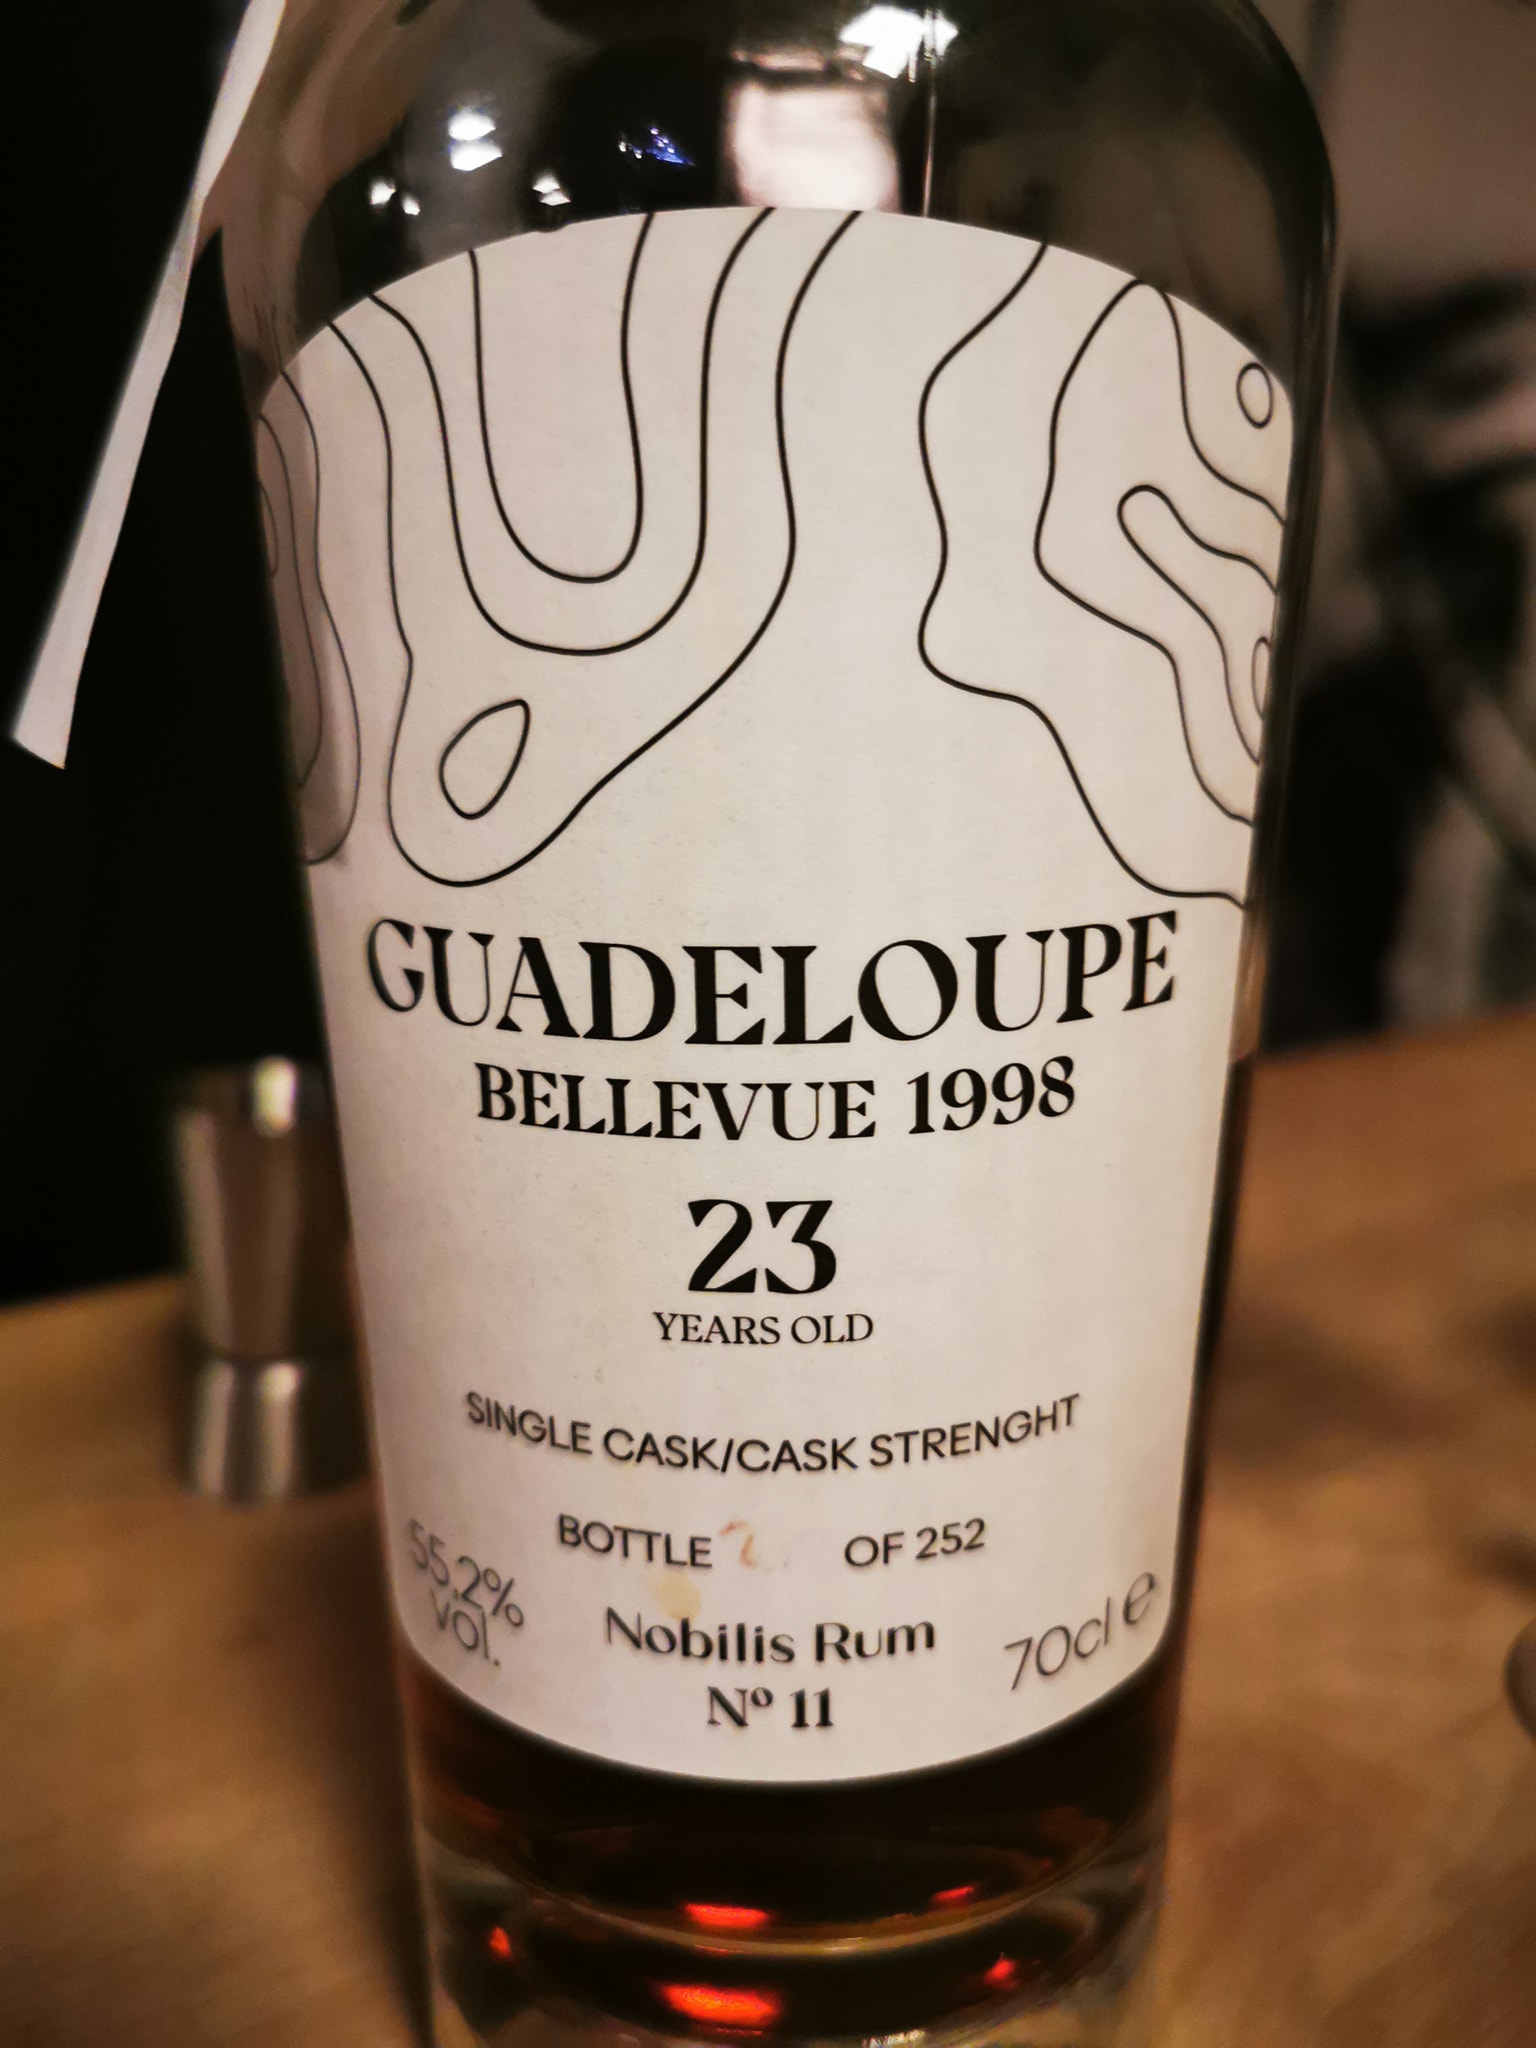 GUADELOUPE
BELLEVUE 1998
23
YEARS OLD
SINGLE CASK/CASK STRENGHT
BOTTLE OF 252
55.2%
vol.
Nobilis Rum
Nº 11
70cl e